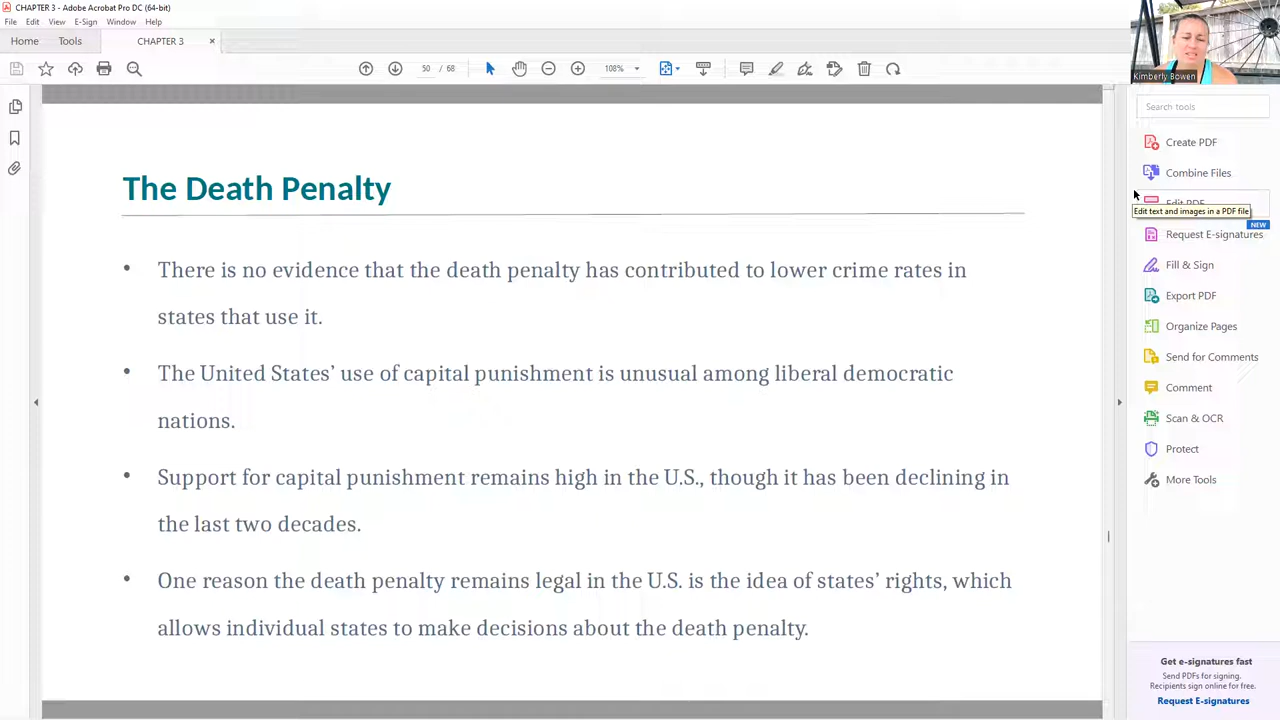 CHAPTER 3 - Adobe Acrobat Pro DC (64-bit)
File Edit View E-Sign Window Help
Home Tools CHAPTER 3 ×
50 / 68 108%
Kimberly Bowen
Search tools
Create PDF
Combine Files
Edit PDF
Edit text and images in a PDF file
NEW
Request E-signatures
Fill & Sign
Export PDF
Organize Pages
Send for Comments
Comment
Scan & OCR
Protect
More Tools
Get e-signatures fast
Send PDFs for signing.
Recipients sign online for free.
Request E-signatures
The Death Penalty
• There is no evidence that the death penalty has contributed to lower crime rates in
states that use it.
• The United States’ use of capital punishment is unusual among liberal democratic
nations.
• Support for capital punishment remains high in the U.S., though it has been declining in
the last two decades.
• One reason the death penalty remains legal in the U.S. is the idea of states’ rights, which
allows individual states to make decisions about the death penalty.